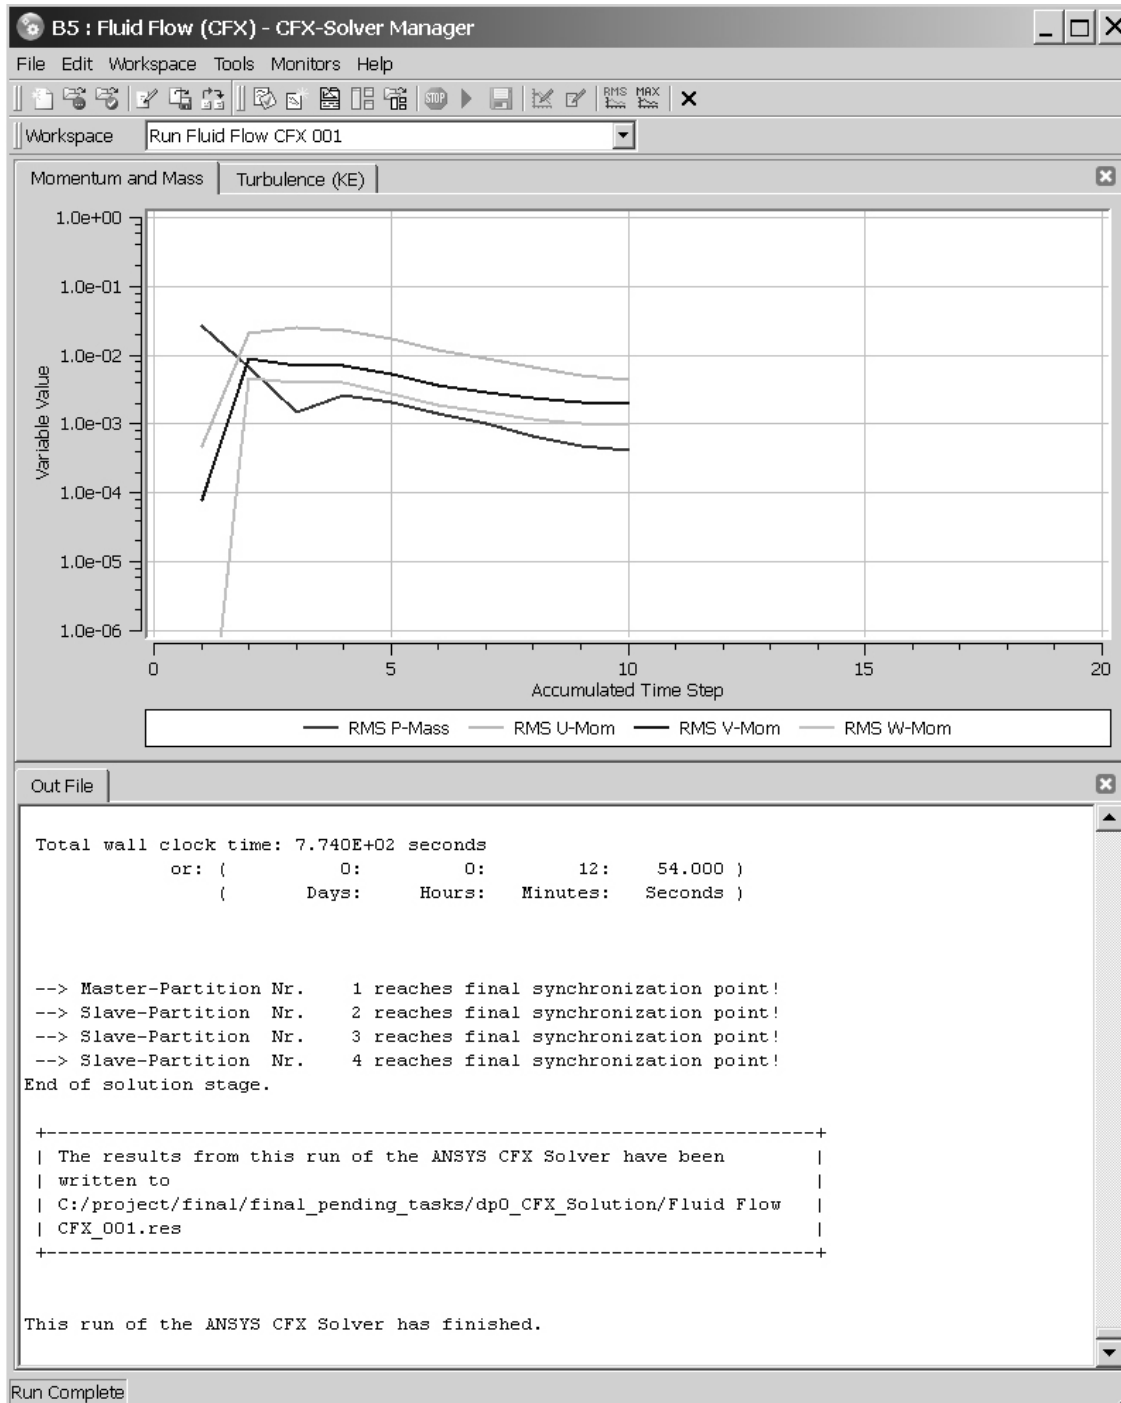 B5 : Fluid Flow (CFX) - CFX-Solver Manager
File Edit Workspace Tools Monitors Help
STOP RMS MAX
Workspace Run Fluid Flow CFX 001
Momentum and Mass Turbulence (KE)
1.0e+00
1.0e-01
1.0e-02
1.0e-03
1.0e-04
1.0e-05
1.0e-06
Variable Value
0 5 10 15 20
Accumulated Time Step
RMS P-Mass RMS U-Mom RMS V-Mom RMS W-Mom
Out File
Total wall clock time: 7.740E+02 seconds
or: ( 0: 0: 12: 54.000 )
( Days: Hours: Minutes: Seconds )
--> Master-Partition Nr. 1 reaches final synchronization point!
--> Slave-Partition Nr. 2 reaches final synchronization point!
--> Slave-Partition Nr. 3 reaches final synchronization point!
--> Slave-Partition Nr. 4 reaches final synchronization point!
End of solution stage.
+--------------------------------------------------------------------+
| The results from this run of the ANSYS CFX Solver have been |
| written to |
| C:/project/final/final_pending_tasks/dp0_CFX_Solution/Fluid Flow |
| CFX_001.res |
+--------------------------------------------------------------------+
This run of the ANSYS CFX Solver has finished.
Run Complete